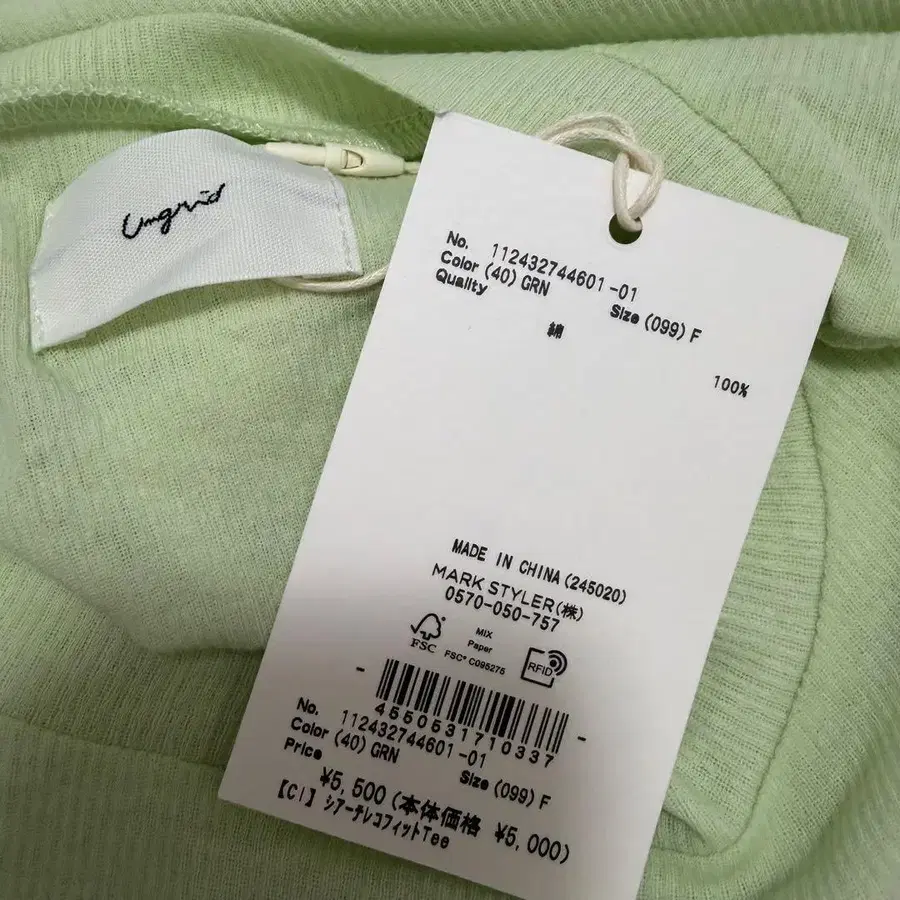 Ungrid
No. 112432744601-01
Color (40) GRN Size (099) F
Quality
綿 100%
MADE IN CHINA(245020)
MARK STYLER(株)
0570-050-757
FSC
MIX
Paper
FSC® C095275
RFID
4550531710337
No. 112432744601-01
Color (40) GRN Size (099) F
Price
¥5,500(本体価格 ¥5,000)
【CI】シアーテレコフィットTee